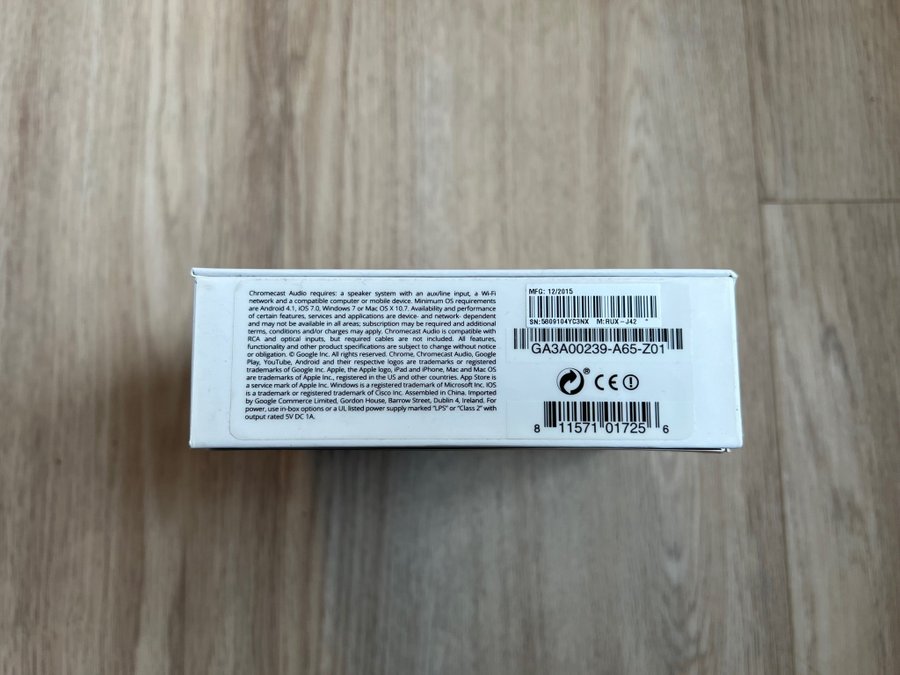 Chromecast Audio requires: a speaker system with an aux/line input, a Wi-Fi
network and a compatible computer or mobile device. Minimum OS requirements
are Android 4.1, iOS 7.0, Windows 7 or Mac OS X 10.7. Availability and performance
of certain features, services and applications are device- and network- dependent
and may not be available in all areas; subscription may be required and additional
terms, conditions and/or charges may apply. Chromecast Audio is compatible with
RCA and optical inputs, but required cables are not included. All features,
functionality and other product specifications are subject to change without notice
or obligation. © Google Inc. All rights reserved. Chrome, Chromecast Audio, Google
Play, YouTube, Android and their respective logos are trademarks or registered
trademarks of Google Inc. Apple, the Apple logo, iPad and iPhone, Mac and Mac OS
are trademarks of Apple Inc., registered in the US and other countries. App Store is
a service mark of Apple Inc. Windows is a registered trademark of Microsoft Inc. IOS
is a trademark or registered trademark of Cisco Inc. Assembled in China. Imported
by Google Commerce Limited, Gordon House, Barrow Street, Dublin 4, Ireland. For
power, use in-box options or a UL listed power supply marked “LPS” or “Class 2” with
output rated 5V DC 1A.
MFG: 12/2015
SN:5809104YC3NX M:RUX-J42 *
GA3A00239-A65-Z01
® CE
8 11571 01725 6